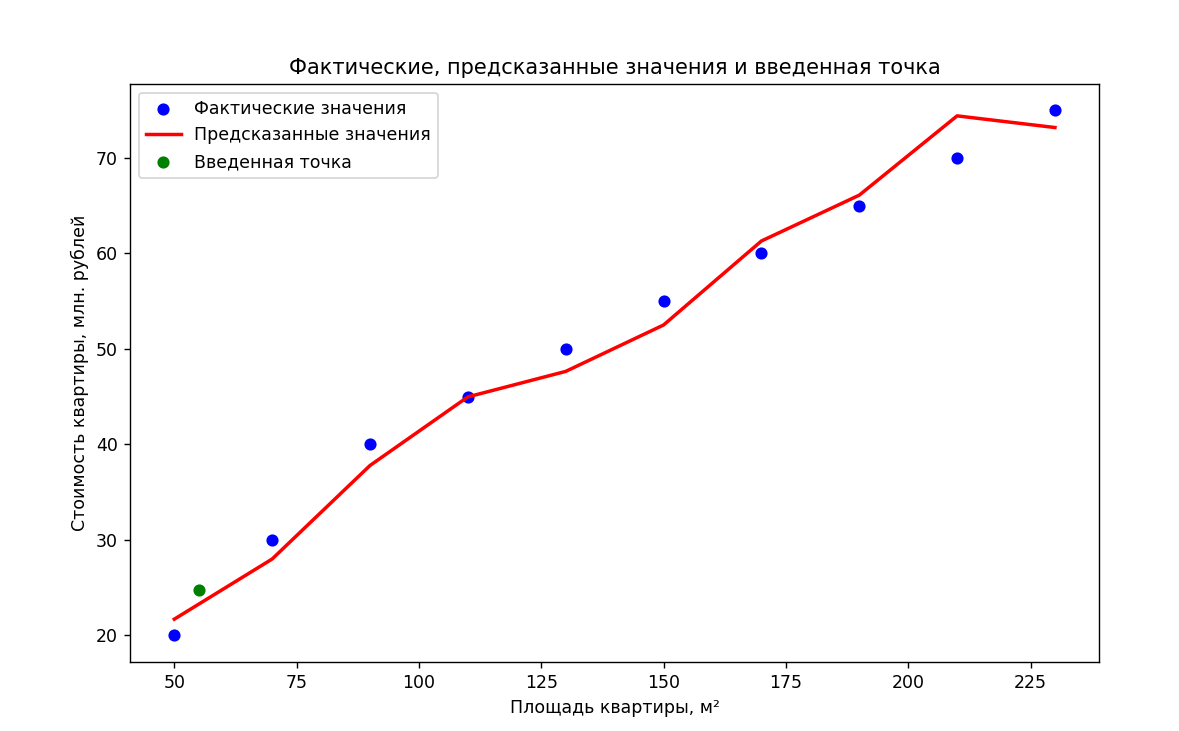 Фактические, предсказанные значения и введенная точка
Фактические значения
Предсказанные значения
Введенная точка
Стоимость квартиры, млн. рублей
70
60
50
40
30
20
50
75
100
125
150
175
200
225
Площадь квартиры, м²